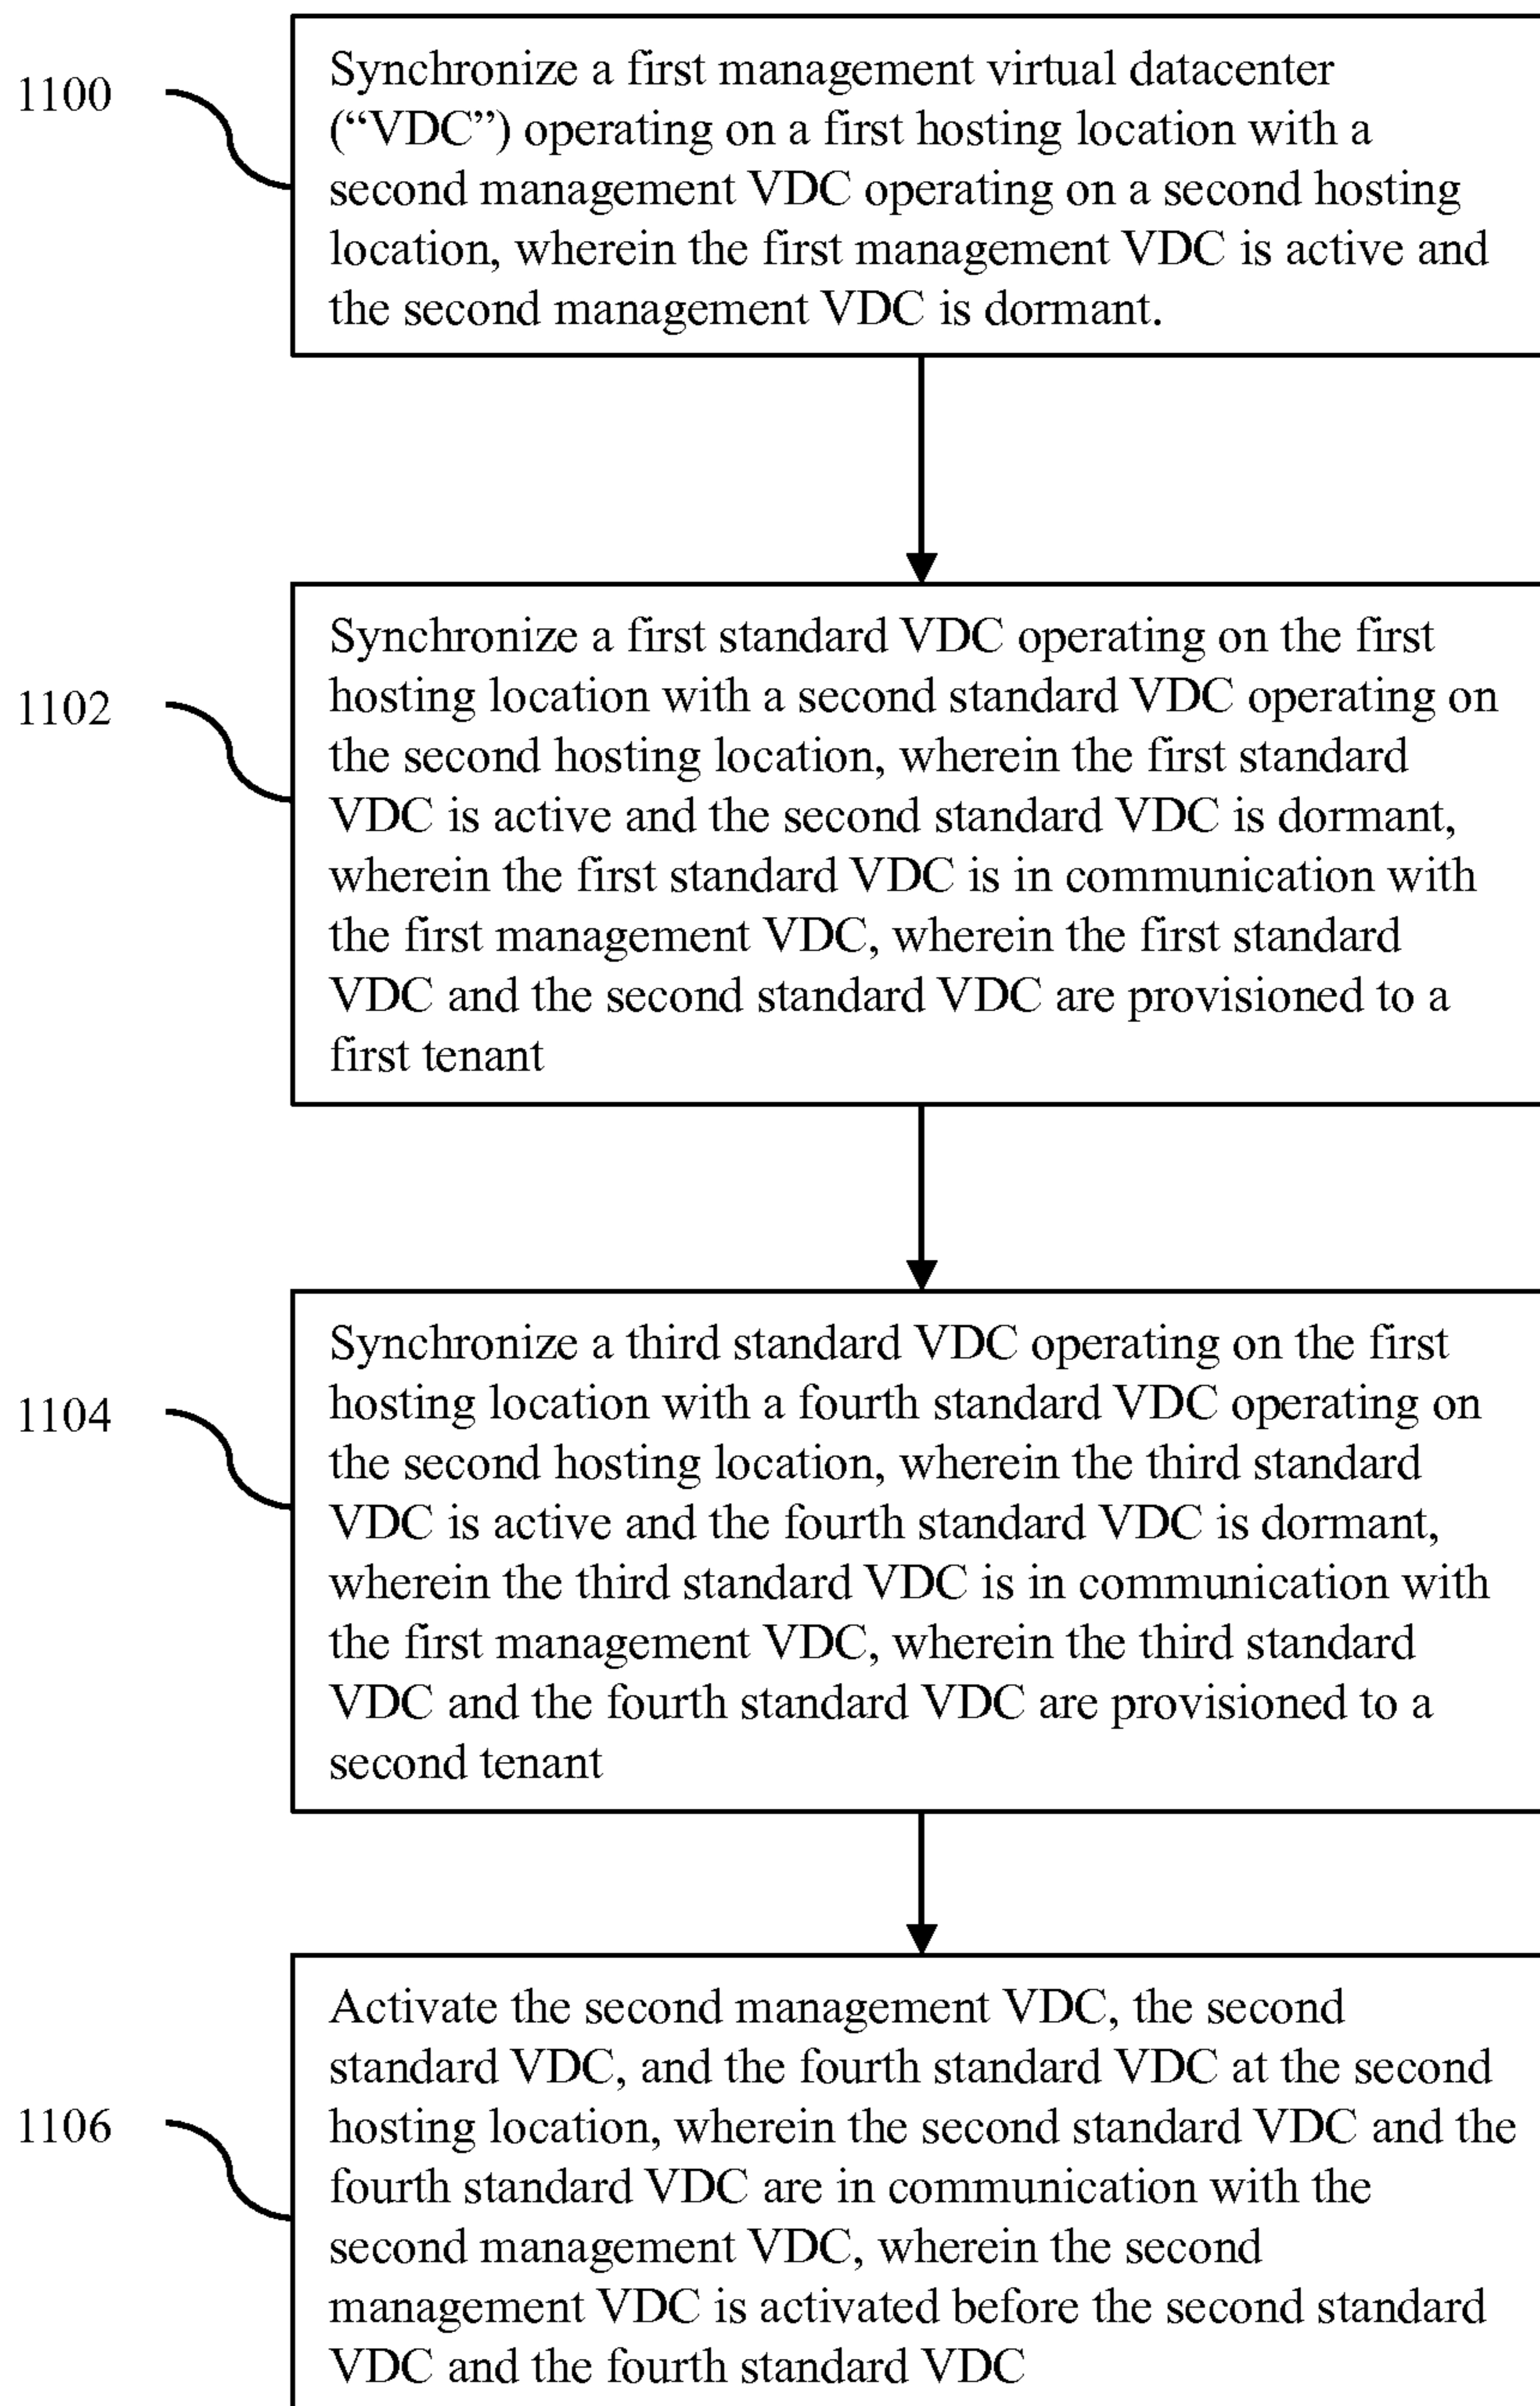 1100
Synchronize a first management virtual datacenter
(“VDC”) operating on a first hosting location with a
second management VDC operating on a second hosting
location, wherein the first management VDC is active and
the second management VDC is dormant.
1102
Synchronize a first standard VDC operating on the first
hosting location with a second standard VDC operating on
the second hosting location, wherein the first standard
VDC is active and the second standard VDC is dormant,
wherein the first standard VDC is in communication with
the first management VDC, wherein the first standard
VDC and the second standard VDC are provisioned to a
first tenant
1104
Synchronize a third standard VDC operating on the first
hosting location with a fourth standard VDC operating on
the second hosting location, wherein the third standard
VDC is active and the fourth standard VDC is dormant,
wherein the third standard VDC is in communication with
the first management VDC, wherein the third standard
VDC and the fourth standard VDC are provisioned to a
second tenant
1106
Activate the second management VDC, the second
standard VDC, and the fourth standard VDC at the second
hosting location, wherein the second standard VDC and the
fourth standard VDC are in communication with the
second management VDC, wherein the second
management VDC is activated before the second standard
VDC and the fourth standard VDC